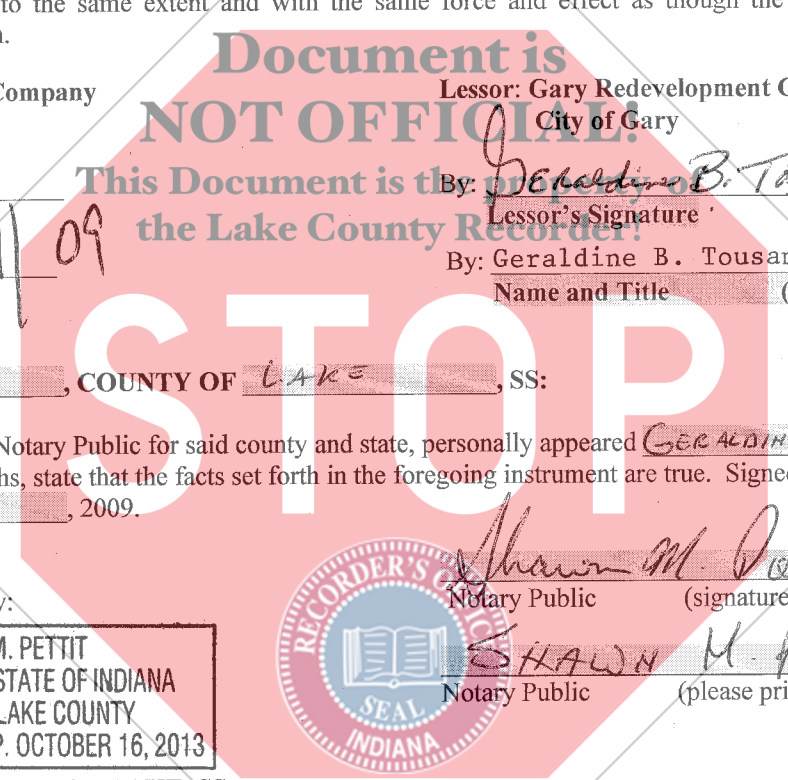 to the same extent and with the same force and effect as though the
Document is
NOT OFFICIAL!
This Document is the property of
the Lake County Recorder!
Company
Lessor: Gary Redevelopment C
City of Gary
By: Geraldine B. To
Lessor's Signature
09
By: Geraldine B. Tousan
Name and Title (
STOP
, COUNTY OF LAKE , SS:
Notary Public for said county and state, personally appeared GERALDIN
hs, state that the facts set forth in the foregoing instrument are true. Signed
, 2009.
Shawn M.
Notary Public (signature
y:
M. PETTIT
STATE OF INDIANA
LAKE COUNTY
P. OCTOBER 16, 2013
SHAWN M.
Notary Public (please pri
RECORDER'S OFFICE
SEAL
INDIANA